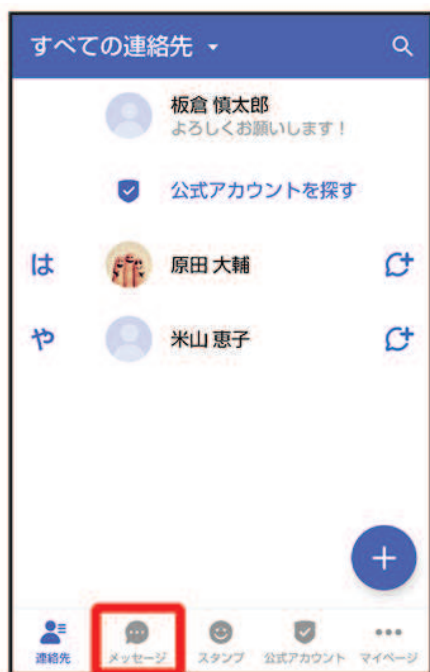 すべての連絡先
板倉 慎太郎
よろしくお願いします！
公式アカウントを探す
は
原田 大輔
や
米山 恵子
連絡先 メッセージ スタンプ 公式アカウント マイページ